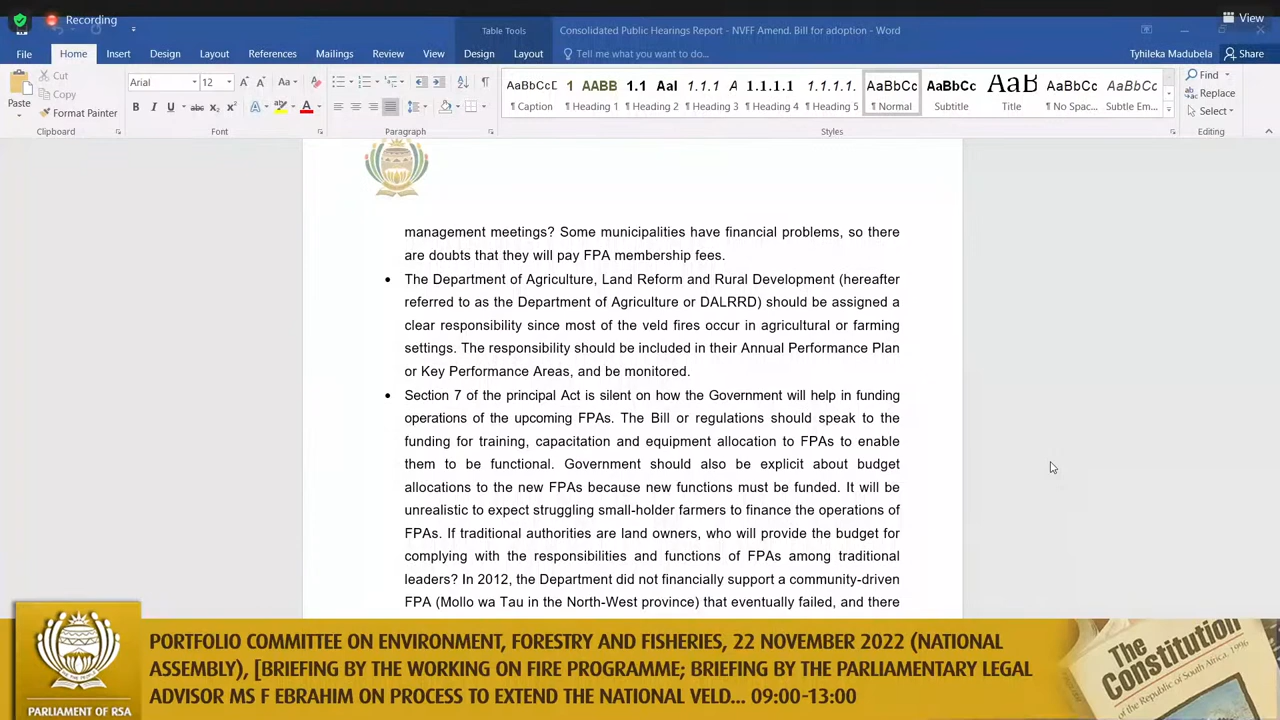 Recording
View
Table Tools
Consolidated Public Hearings Report - NVFF Amend. Bill for adoption - Word
File Home Insert Design Layout References Mailings Review View Design Layout Tell me what you want to do... Tyhileka Madubela Share
Paste
Cut
Copy
Format Painter
Clipboard
Arial 12
Font
Paragraph
AaBbCcD 1 AABB 1.1 AaI 1.1.1 A 1.1.1.1 1.1.1.1. AaBbCc AaBbCc AaB AaBbCc AaBbCc
¶ Caption ¶ Heading 1 ¶ Heading 2 ¶ Heading 3 ¶ Heading 4 ¶ Heading 5 ¶ Normal Subtitle Title ¶ No Spac... Subtle Em...
Styles
Find
Replace
Select
Editing
management meetings? Some municipalities have financial problems, so there
are doubts that they will pay FPA membership fees.
• The Department of Agriculture, Land Reform and Rural Development (hereafter
referred to as the Department of Agriculture or DALRRD) should be assigned a
clear responsibility since most of the veld fires occur in agricultural or farming
settings. The responsibility should be included in their Annual Performance Plan
or Key Performance Areas, and be monitored.
• Section 7 of the principal Act is silent on how the Government will help in funding
operations of the upcoming FPAs. The Bill or regulations should speak to the
funding for training, capacitation and equipment allocation to FPAs to enable
them to be functional. Government should also be explicit about budget
allocations to the new FPAs because new functions must be funded. It will be
unrealistic to expect struggling small-holder farmers to finance the operations of
FPAs. If traditional authorities are land owners, who will provide the budget for
complying with the responsibilities and functions of FPAs among traditional
leaders? In 2012, the Department did not financially support a community-driven
FPA (Mollo wa Tau in the North-West province) that eventually failed, and there
PORTFOLIO COMMITTEE ON ENVIRONMENT, FORESTRY AND FISHERIES, 22 NOVEMBER 2022 (NATIONAL
ASSEMBLY), [BRIEFING BY THE WORKING ON FIRE PROGRAMME; BRIEFING BY THE PARLIAMENTARY LEGAL
ADVISOR MS F EBRAHIM ON PROCESS TO EXTEND THE NATIONAL VELD... 09:00-13:00
PARLIAMENT OF RSA
The
Constitution
of the Republic of South Africa, 1996